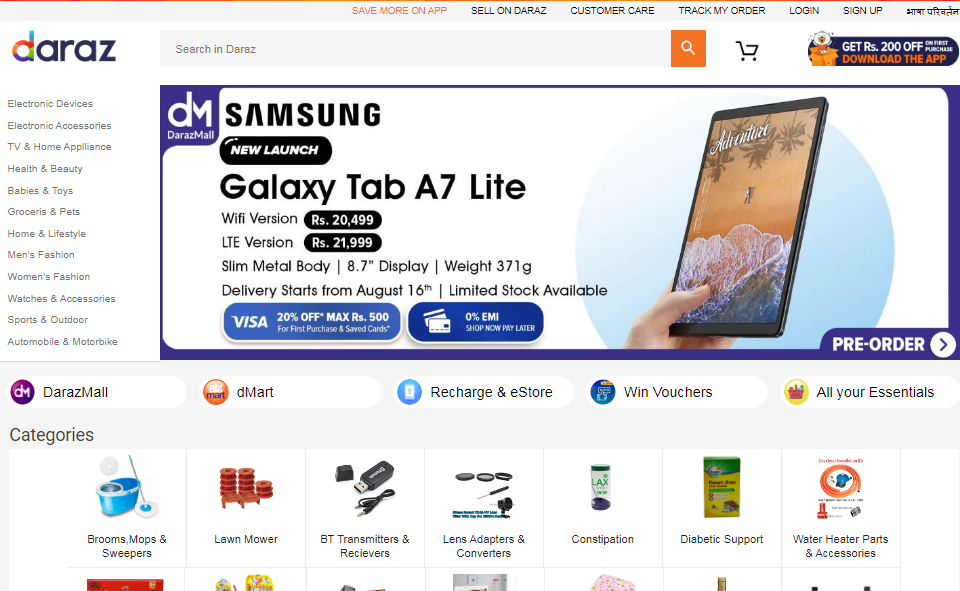 SAVE MORE ON APP
SELL ON DARAZ
CUSTOMER CARE
TRACK MY ORDER
LOGIN
SIGN UP
भाषा परिवर्तन
daraz
Search in Daraz
GET Rs. 200 OFF ON FIRST PURCHASE
DOWNLOAD THE APP
Electronic Devices
Electronic Accessories
TV & Home Applliance
Health & Beauty
Babies & Toys
Groceris & Pets
Home & Lifestyle
Men's Fashion
Women's Fashion
Watches & Accessories
Sports & Outdoor
Automobile & Motorbike
dM
DarazMall
SAMSUNG
NEW LAUNCH
Galaxy Tab A7 Lite
Wifi Version Rs. 20,499
LTE Version Rs. 21,999
Slim Metal Body | 8.7" Display | Weight 371g
Delivery Starts from August 16th | Limited Stock Available
VISA 20% OFF* MAX Rs. 500
For First Purchase & Saved Cards*
0% EMI
SHOP NOW PAY LATER
Adventure
PRE-ORDER
dM DarazMall
mart dMart
Recharge & eStore
Win Vouchers
All your Essentials
Categories
LAX
Brooms,Mops &
Sweepers
Lawn Mower
BT Transmitters &
Recievers
Lens Adapters &
Converters
Constipation
Diabetic Support
Water Heater Parts
& Accessories